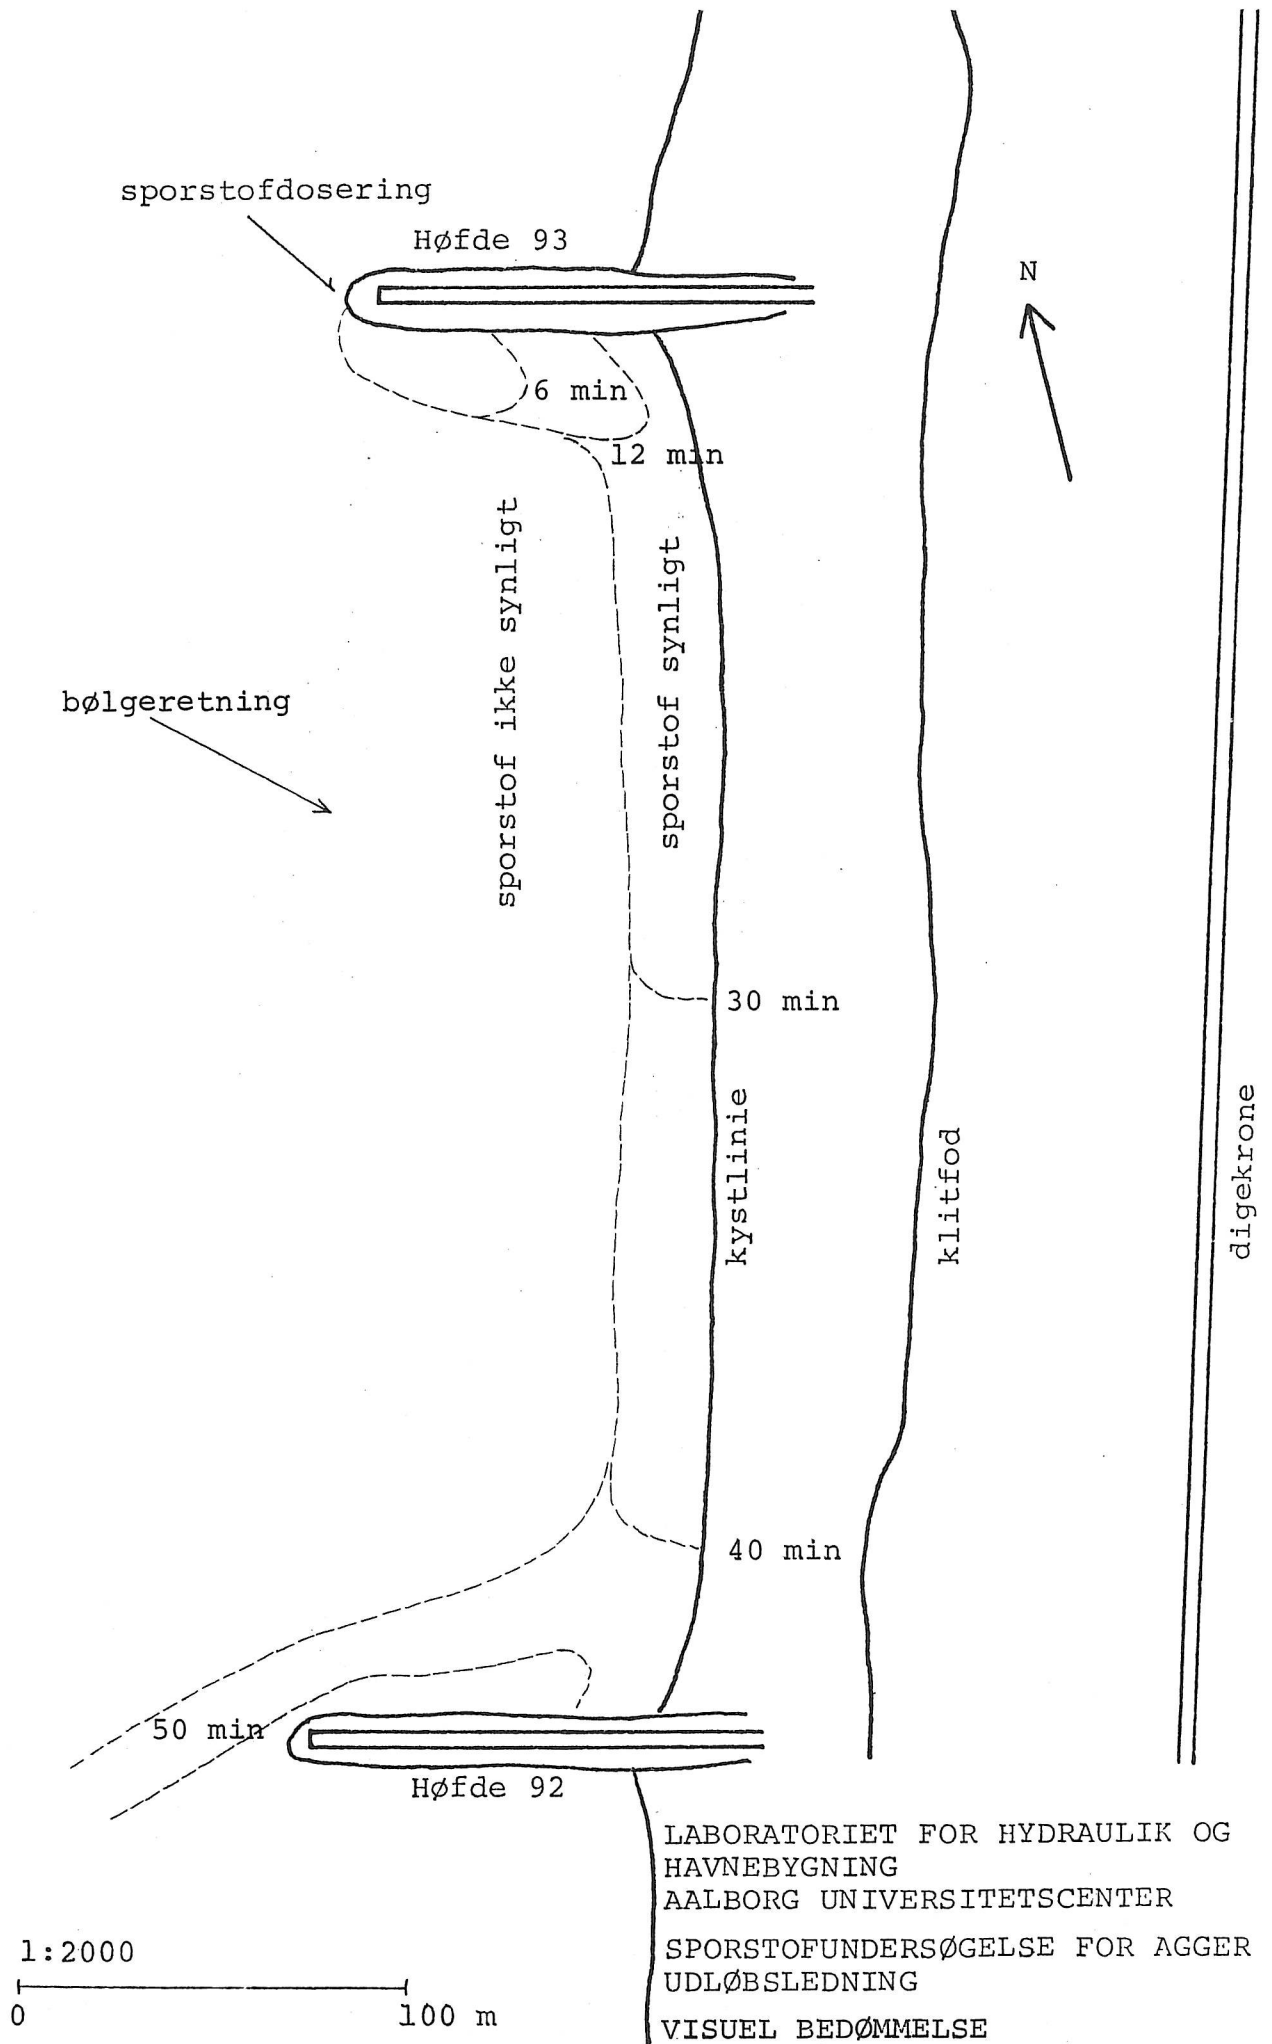 sporstofdosering
Høfde 93
N
6 min
12 min
sporstof ikke synligt
sporstof synligt
bølgeretning
30 min
kystlinie
klitfod
digekrone
40 min
50 min
Høfde 92
LABORATORIET FOR HYDRAULIK OG
HAVNEBYGNING
AALBORG UNIVERSITETSCENTER
SPORSTOFUNDERSØGELSE FOR AGGER
UDLØBSLEDNING
VISUEL BEDØMMELSE
1:2000
0 100 m